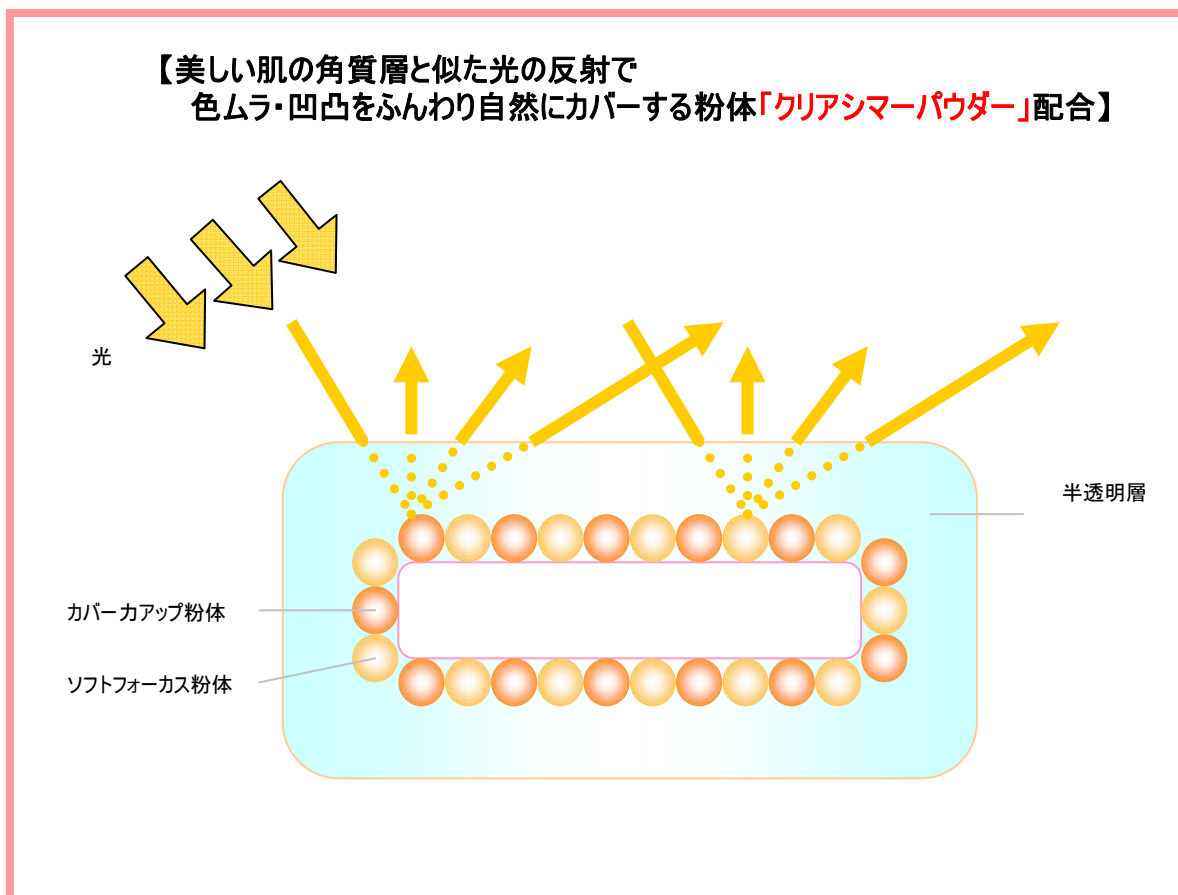 【美しい肌の角質層と似た光の反射で
色ムラ・凹凸をふんわり自然にカバーする粉体「クリアシマーパウダー」配合】
光
半透明層
カバー力アップ粉体
ソフトフォーカス粉体